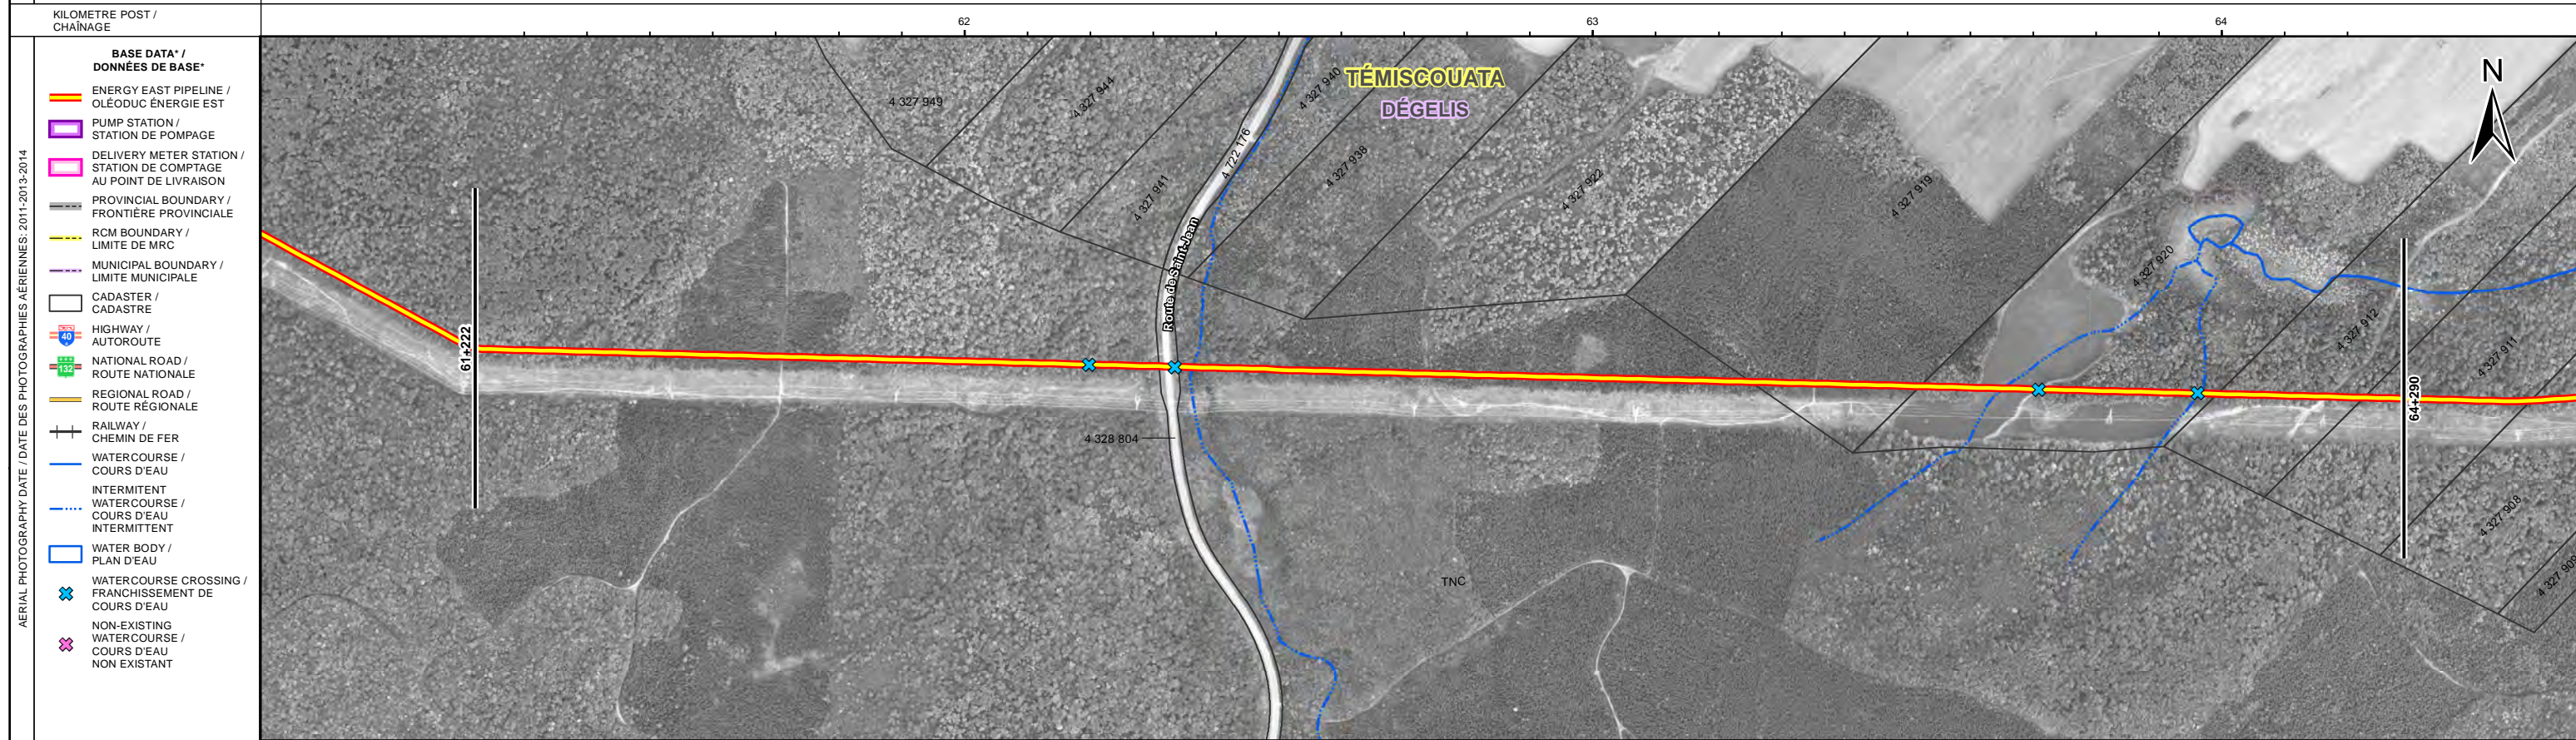 KILOMETRE POST /
CHAÎNAGE
62
63
64
AERIAL PHOTOGRAPHY DATE / DATE DES PHOTOGRAPHIES AÉRIENNES: 2011-2013-2014
BASE DATA* /
DONNÉES DE BASE*
ENERGY EAST PIPELINE /
OLÉODUC ÉNERGIE EST
PUMP STATION /
STATION DE POMPAGE
DELIVERY METER STATION /
STATION DE COMPTAGE
AU POINT DE LIVRAISON
PROVINCIAL BOUNDARY /
FRONTIÈRE PROVINCIALE
RCM BOUNDARY /
LIMITE DE MRC
MUNICIPAL BOUNDARY /
LIMITE MUNICIPALE
CADASTER /
CADASTRE
40
HIGHWAY /
AUTOROUTE
132
NATIONAL ROAD /
ROUTE NATIONALE
REGIONAL ROAD /
ROUTE RÉGIONALE
RAILWAY /
CHEMIN DE FER
WATERCOURSE /
COURS D'EAU
INTERMITENT
WATERCOURSE /
COURS D'EAU
INTERMITTENT
WATER BODY /
PLAN D'EAU
WATERCOURSE CROSSING /
FRANCHISSEMENT DE
COURS D'EAU
NON-EXISTING
WATERCOURSE /
COURS D'EAU
NON EXISTANT
TÉMISCOUATA
DÉGELIS
N
4 327 949
4 327 944
4 327 940
4 722 176
4 327 941
4 327 938
4 327 922
4 327 919
4 327 920
4 327 912
4 327 911
4 327 908
4 327 909
Route de Saint-Jean
61+222
64+290
4 328 804
TNC